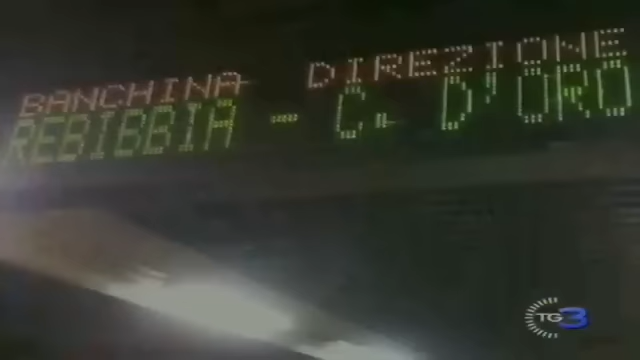 BANCHINA DIREZIONE
REBIBBIA - C. D'ORO
TG3